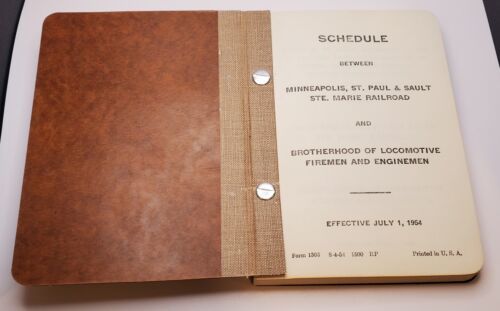 SCHEDULE
BETWEEN
MINNEAPOLIS, ST. PAUL & SAULT
STE. MARIE RAILROAD
AND
BROTHERHOOD OF LOCOMOTIVE
FIREMEN AND ENGINEMEN
EFFECTIVE JULY 1, 1954
Form 1303 8-4-54 1500 RP Printed in U. S. A.